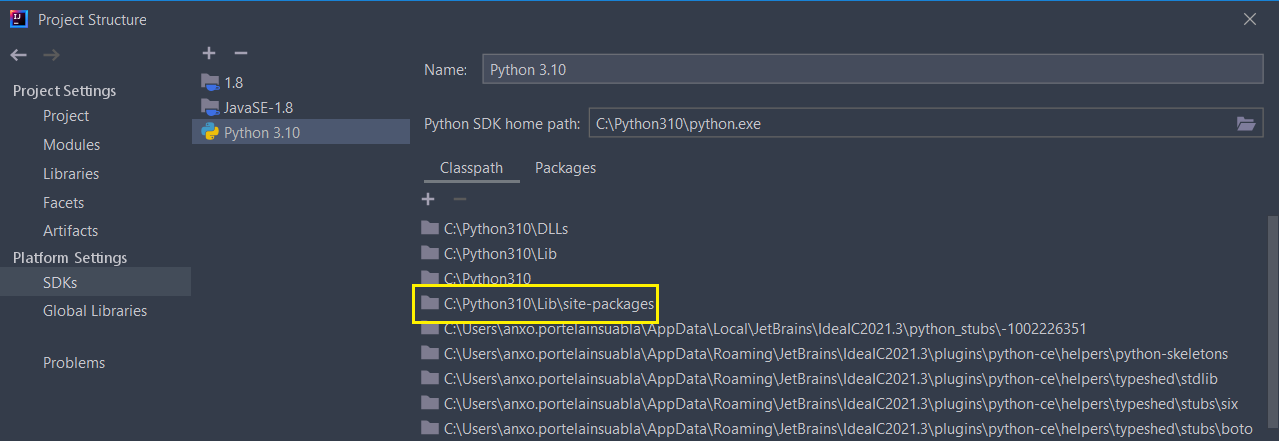 Project Structure
Project Settings
Project
Modules
Libraries
Facets
Artifacts
Platform Settings
SDKs
Global Libraries
Problems
1.8
JavaSE-1.8
Python 3.10
Name: Python 3.10
Python SDK home path: C:\Python310\python.exe
Classpath Packages
C:\Python310\DLLs
C:\Python310\Lib
C:\Python310
C:\Python310\Lib\site-packages
C:\Users\anxo.portelainsuabla\AppData\Local\JetBrains\IdealC2021.3\python_stubs\-1002226351
C:\Users\anxo.portelainsuabla\AppData\Roaming\JetBrains\IdealC2021.3\plugins\python-ce\helpers\python-skeletons
C:\Users\anxo.portelainsuabla\AppData\Roaming\JetBrains\IdealC2021.3\plugins\python-ce\helpers\typeshed\stdlib
C:\Users\anxo.portelainsuabla\AppData\Roaming\JetBrains\IdealC2021.3\plugins\python-ce\helpers\typeshed\stubs\six
C:\Users\anxo.portelainsuabla\AppData\Roaming\JetBrains\IdealC2021.3\plugins\python-ce\helpers\typeshed\stubs\boto